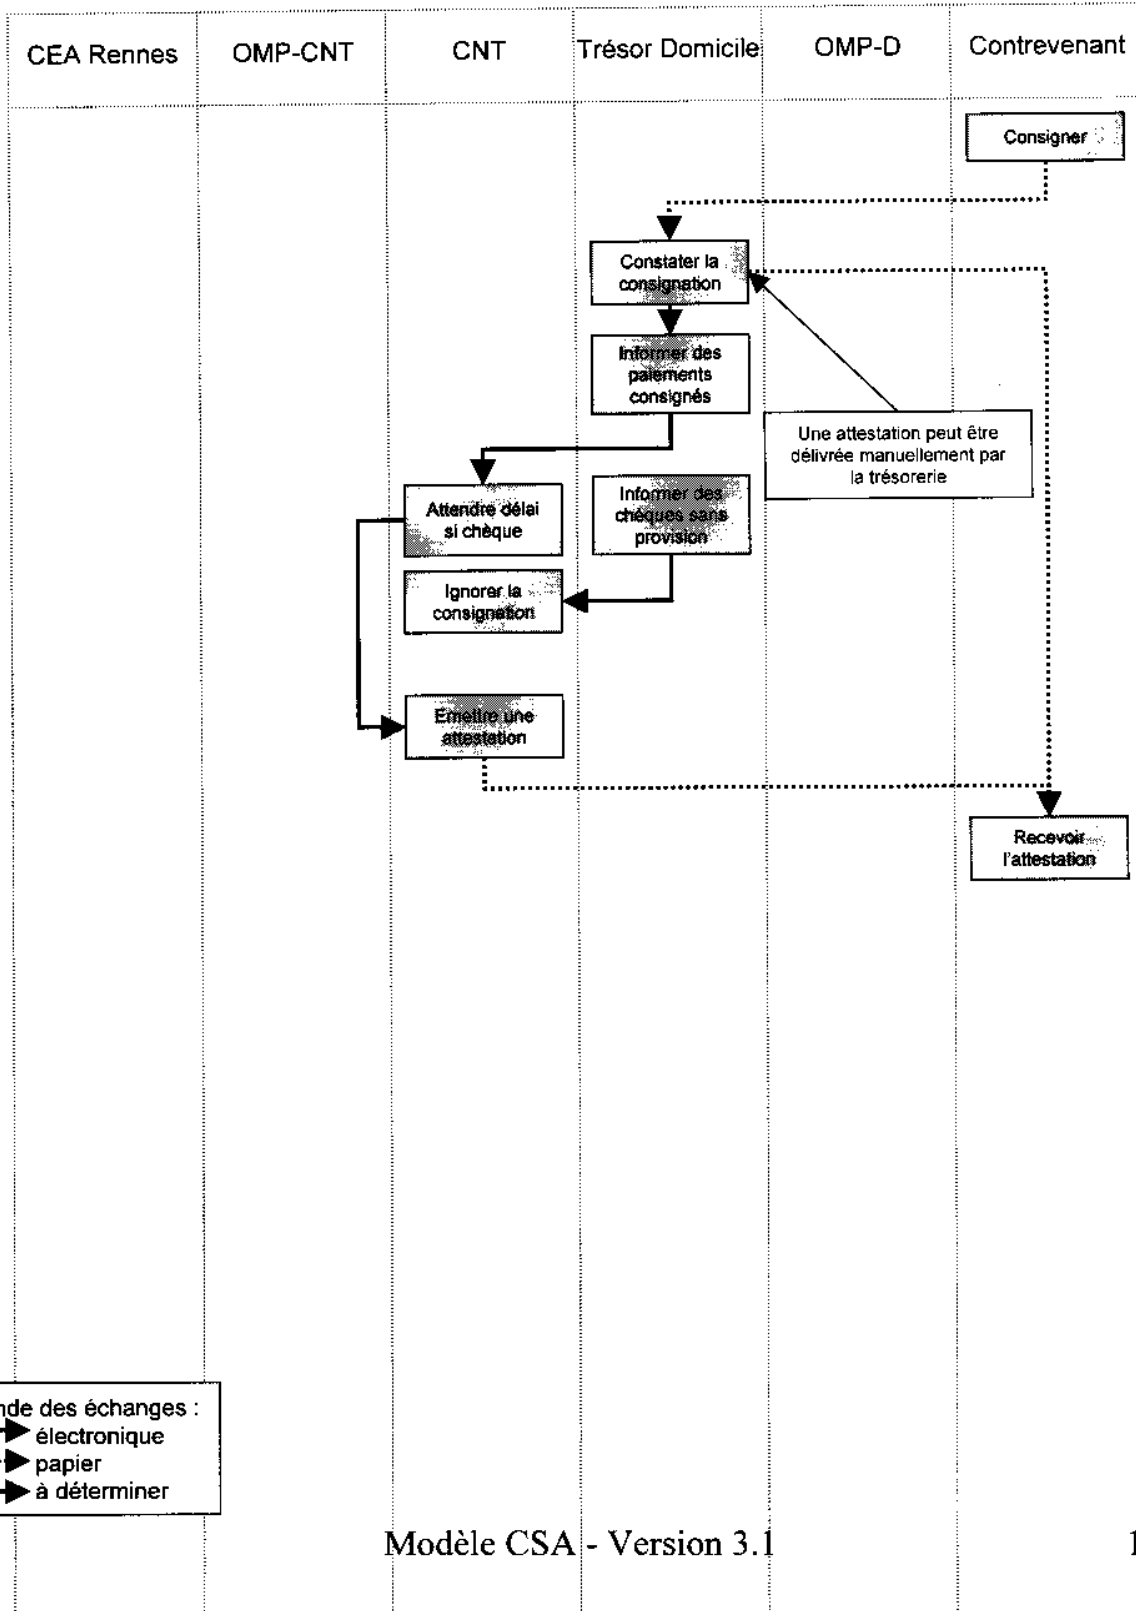 CEA Rennes
OMP-CNT
CNT
Trésor Domicile
OMP-D
Contrevenant
Consigner
Constater la
consignation
Informer des
paiements
consignés
Une attestation peut être
délivrée manuellement par
la trésorerie
Attendre délai
si chèque
Informer des
chèques sans
provision
Ignorer la
consignation
Emettre une
attestation
Recevoir
l'attestation
nde des échanges :
électronique
papier
à déterminer
Modèle CSA - Version 3.1
1